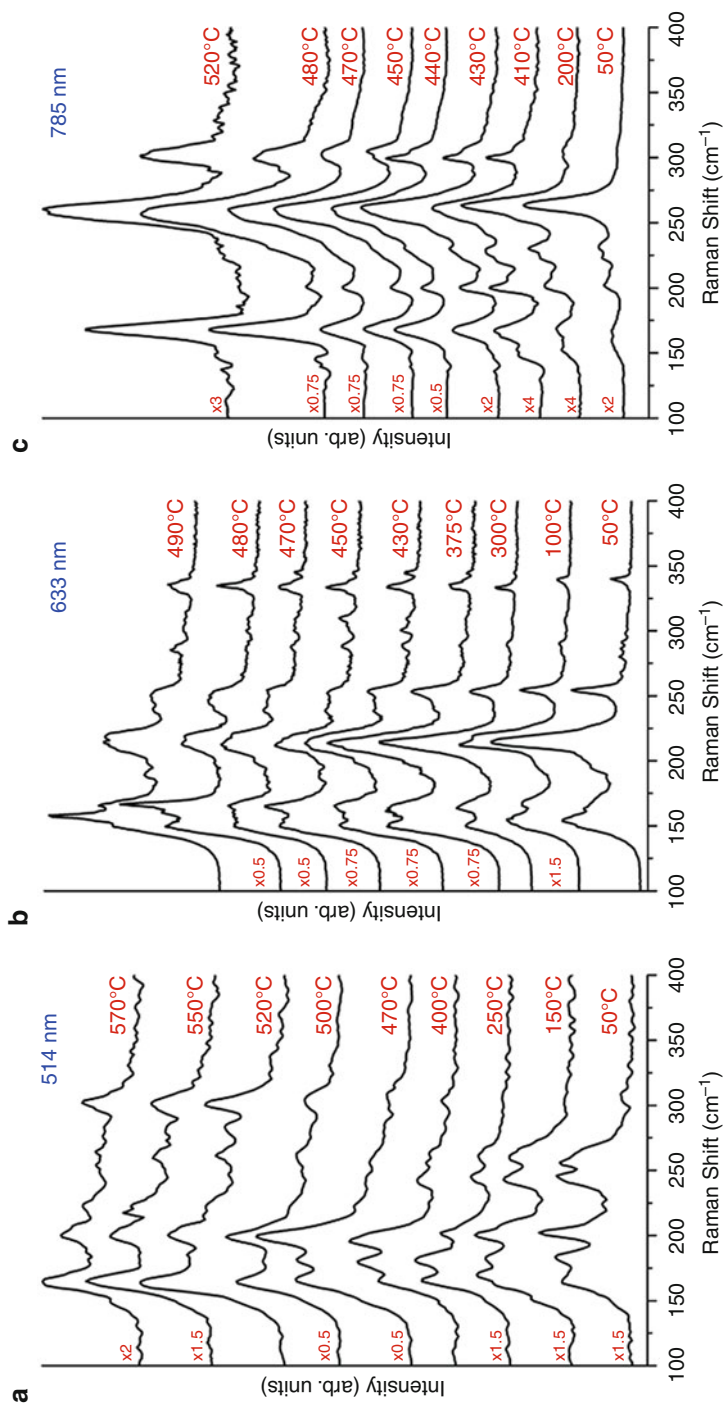 a
514 nm
x2 570°C
x1.5 550°C
520°C
x0.5 500°C
x0.5 470°C
400°C
x1.5 250°C
x1.5 150°C
x1.5 50°C
Intensity (arb. units)
100 150 200 250 300 350 400
Raman Shift (cm⁻¹)
b
633 nm
490°C
x0.5 480°C
x0.5 470°C
x0.75 450°C
x0.75 430°C
x0.75 375°C
300°C
x1.5 100°C
50°C
Intensity (arb. units)
100 150 200 250 300 350 400
Raman Shift (cm⁻¹)
c
785 nm
x3 520°C
x0.75 480°C
x0.75 470°C
x0.75 450°C
x0.5 440°C
x2 430°C
x4 410°C
x4 200°C
x2 50°C
Intensity (arb. units)
100 150 200 250 300 350 400
Raman Shift (cm⁻¹)